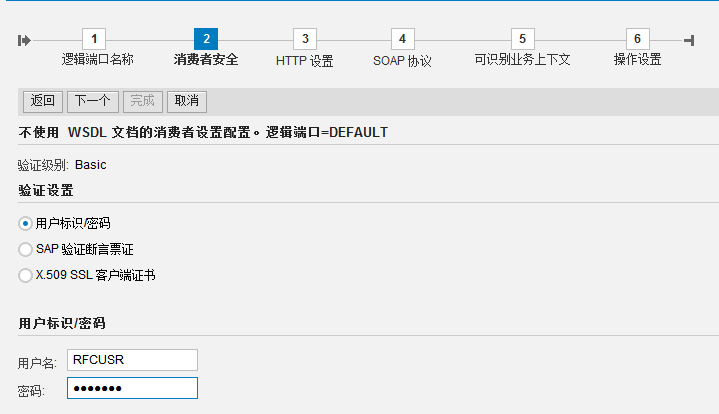 1 2 3 4 5 6
逻辑端口名称 消费者安全 HTTP 设置 SOAP 协议 可识别业务上下文 操作设置
返回 下一个 完成 取消
不使用 WSDL 文档的消费者设置配置。逻辑端口=DEFAULT
验证级别: Basic
验证设置
用户标识/密码
SAP 验证断言票证
X.509 SSL 客户端证书
用户标识/密码
用户名: RFCUSR
密码: ●●●●●●●